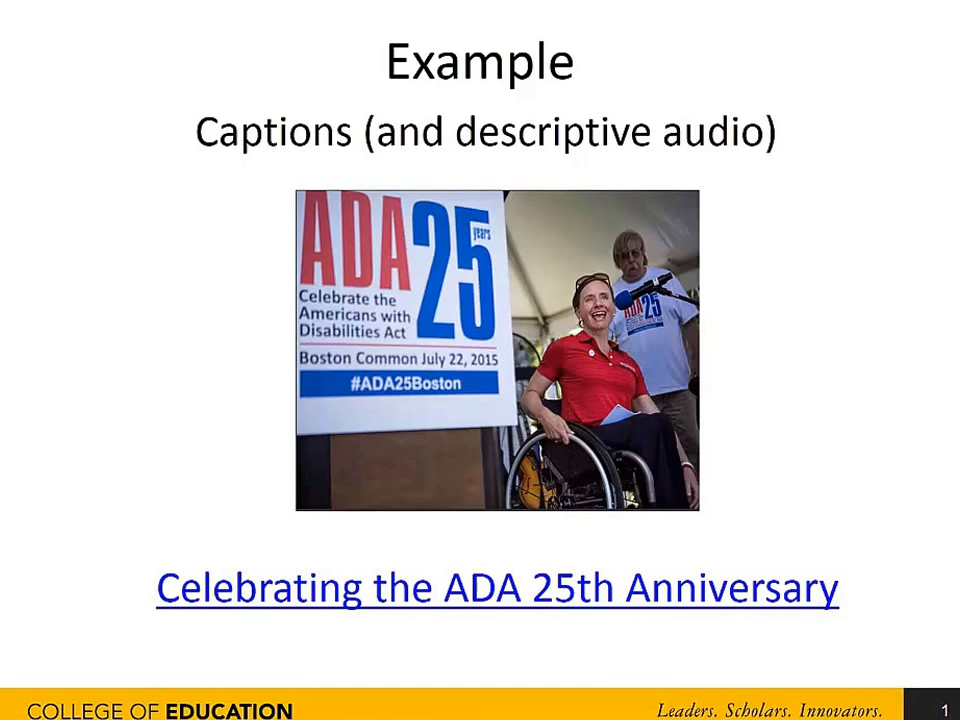 Example
Captions (and descriptive audio)
ADA 25 years
Celebrate the
Americans with
Disabilities Act
Boston Common July 22, 2015
#ADA25Boston
ADA 25
Celebrating the ADA 25th Anniversary
COLLEGE OF EDUCATION
Leaders. Scholars. Innovators.
1